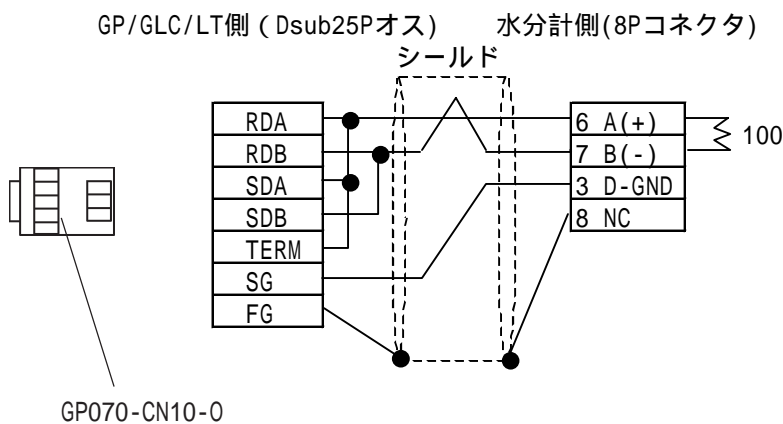 GP/GLC/LT側 (Dsub25Pオス) 水分計側(8Pコネクタ)
シールド
RDA
RDB
SDA
SDB
TERM
SG
FG
6 A(+)
7 B(-)
3 D-GND
8 NC
100
GP070-CN10-O